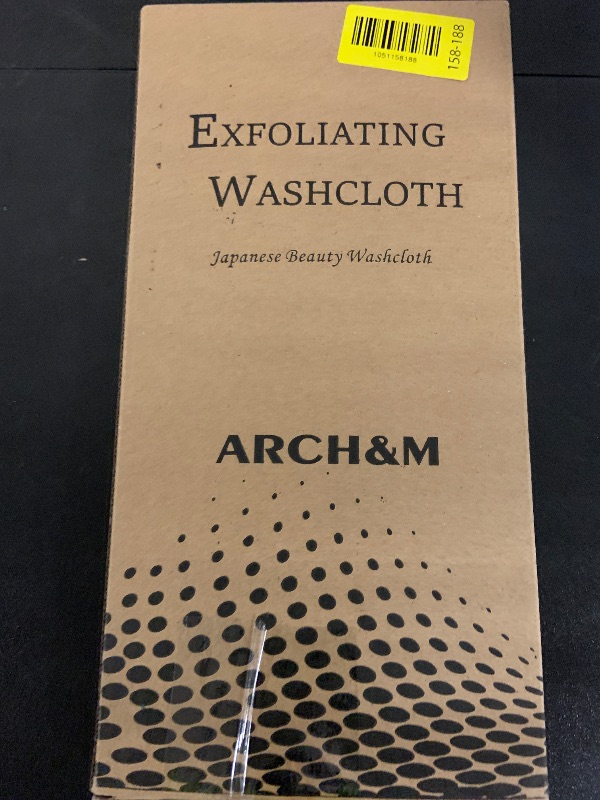 1051158188
158-188
EXFOLIATING
WASHCLOTH
Japanese Beauty Washcloth
ARCH&M